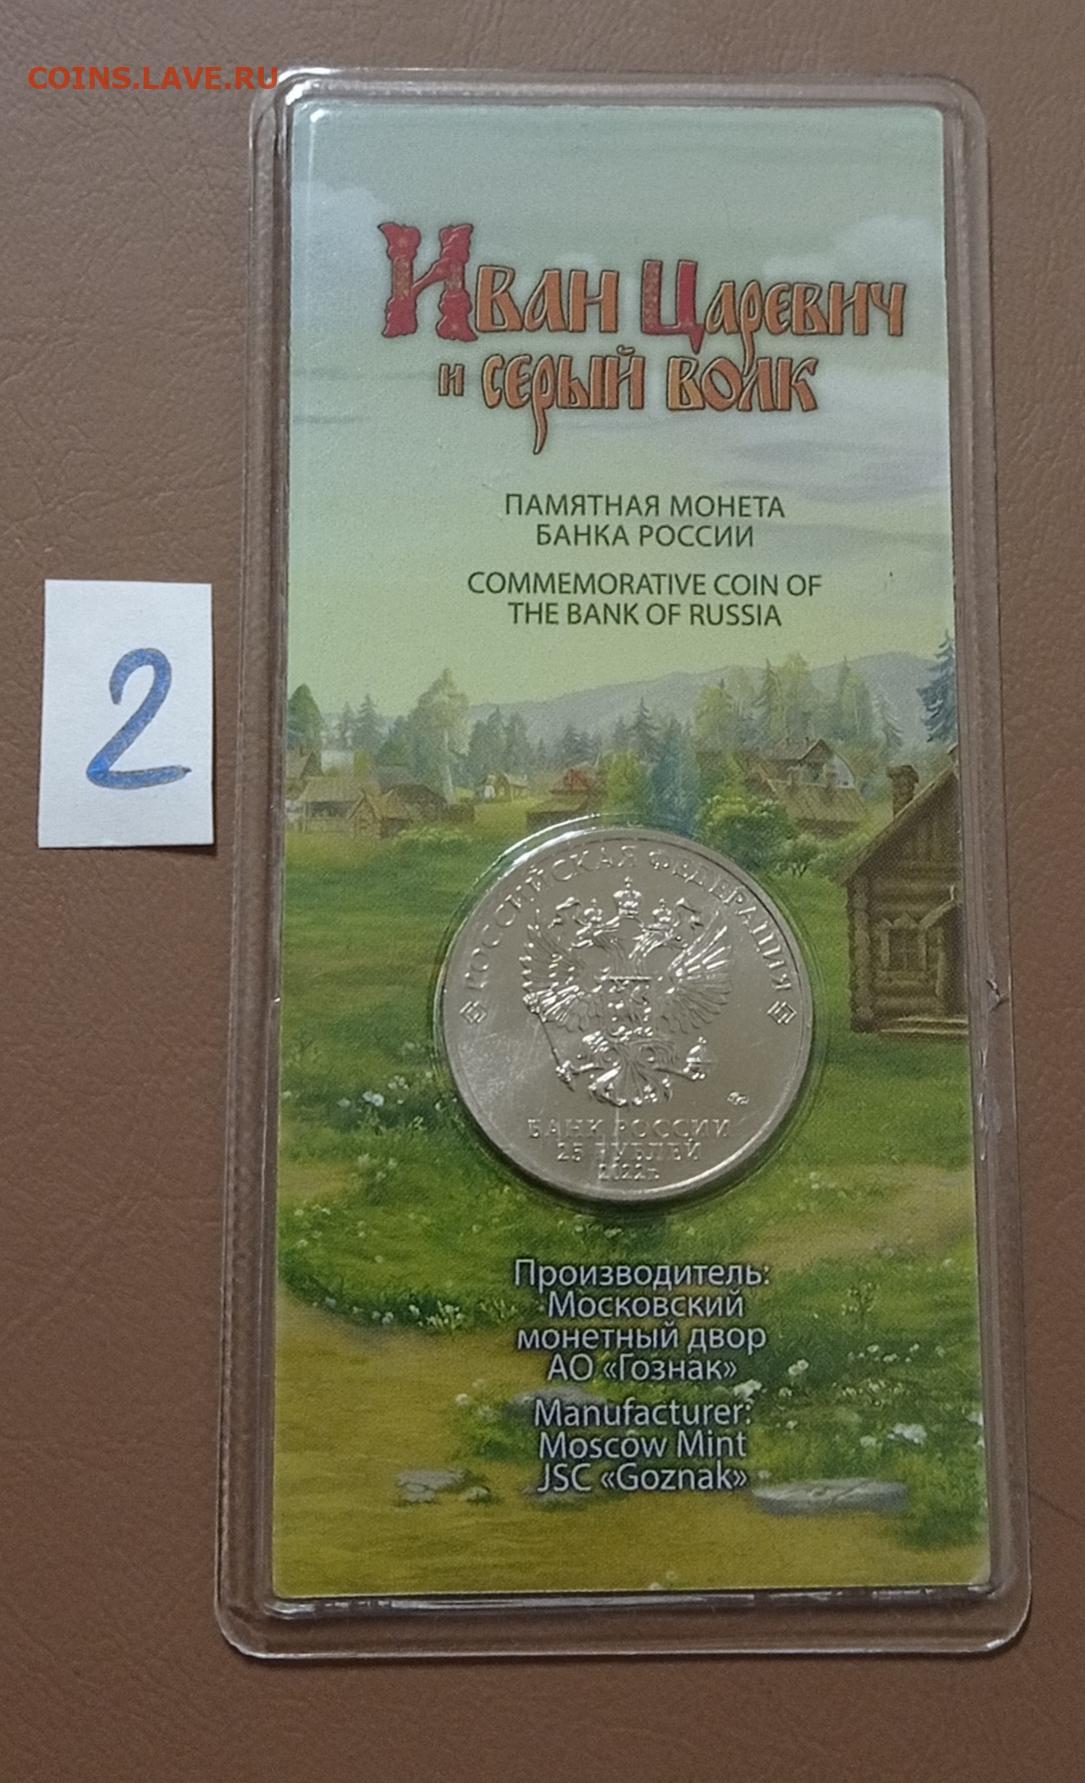 COINS.LAVE.RU
Иван Царевич
и серый волк
ПАМЯТНАЯ МОНЕТА
БАНКА РОССИИ
COMMEMORATIVE COIN OF
THE BANK OF RUSSIA
2
РОССИЙСКАЯ ФЕДЕРАЦИЯ
БАНК РОССИИ
25 РУБЛЕЙ
2022 г.
Производитель:
Московский
монетный двор
АО «Гознак»
Manufacturer:
Moscow Mint
JSC «Goznak»